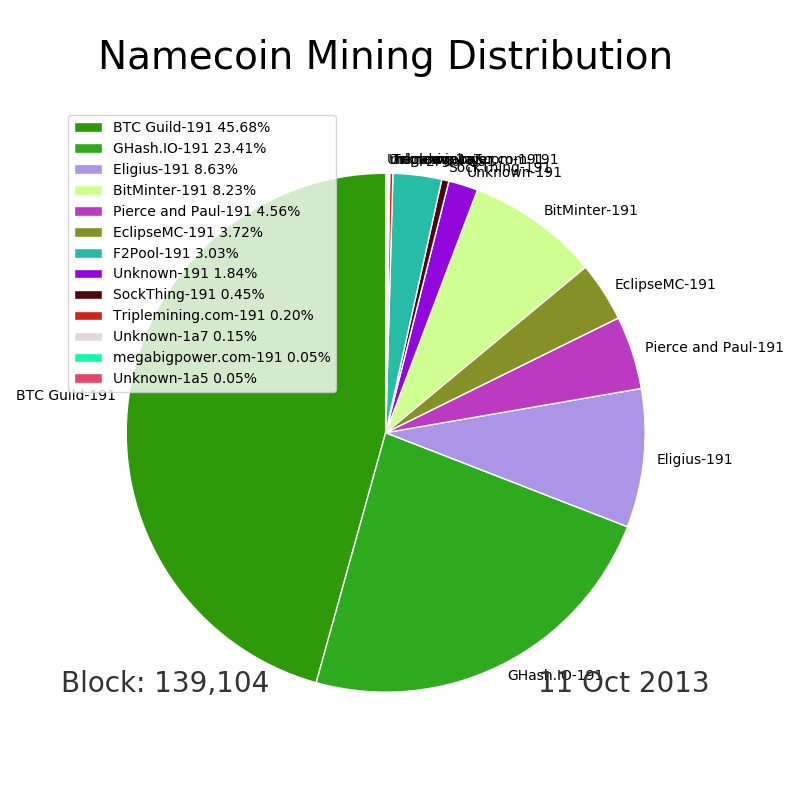 Namecoin Mining Distribution
BTC Guild-191 45.68%
GHash.IO-191 23.41%
Eligius-191 8.63%
BitMinter-191 8.23%
Pierce and Paul-191 4.56%
EclipseMC-191 3.72%
F2Pool-191 3.03%
Unknown-191 1.84%
SockThing-191 0.45%
Triplemining.com-191 0.20%
Unknown-1a7 0.15%
megabigpower.com-191 0.05%
Unknown-1a5 0.05%
SockThing-191
Unknown-191
BitMinter-191
EclipseMC-191
Pierce and Paul-191
BTC Guild-191
Eligius-191
GHash.IO-191
Block: 139,104
11 Oct 2013